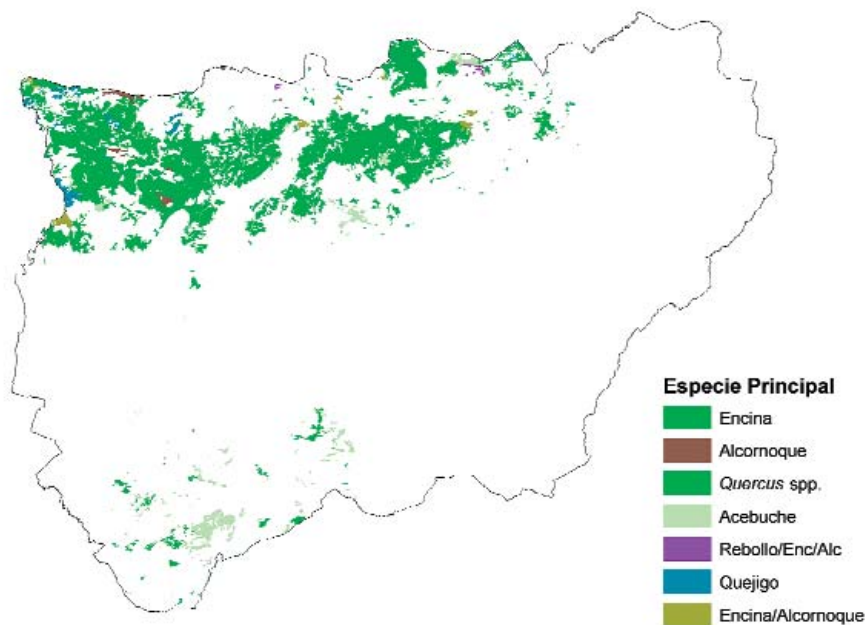 Especie Principal
Encina
Alcornoque
Quercus spp.
Acebuche
Rebollo/Enc/Alc
Quejigo
Encina/Alcornoque